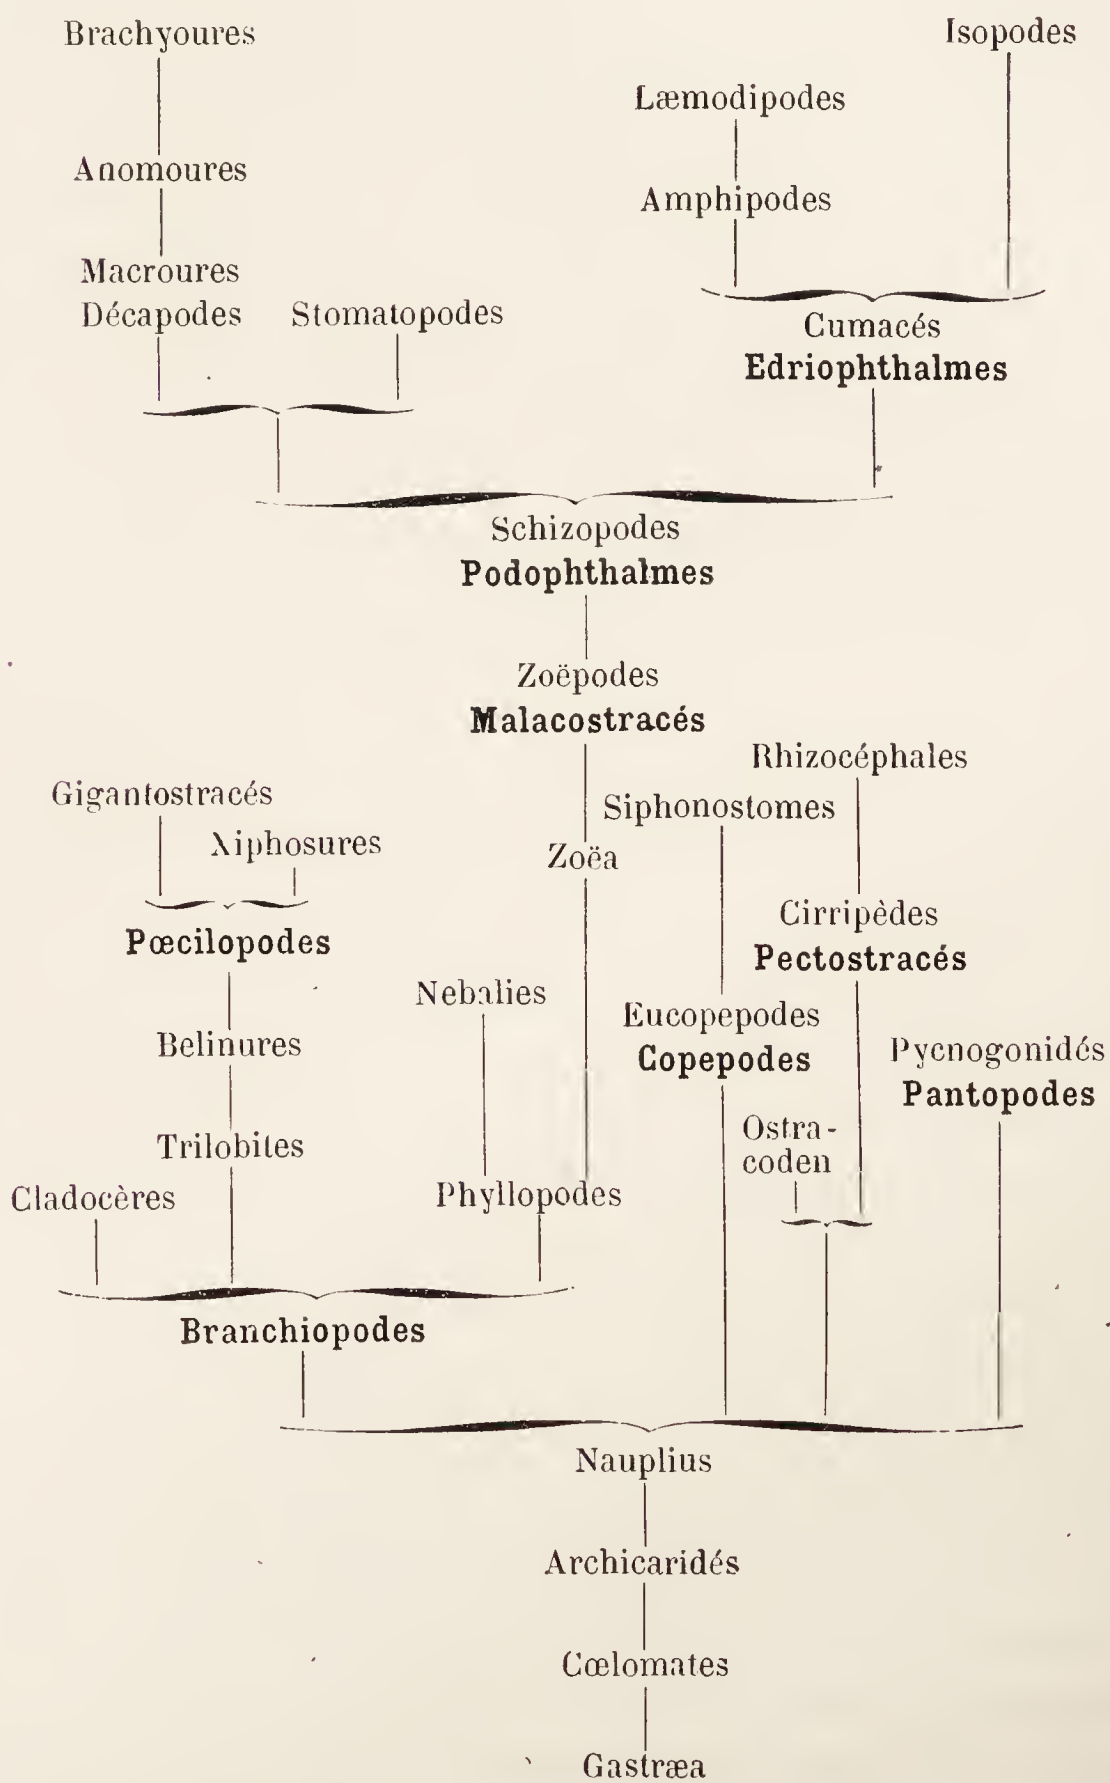 Brachyoures
Isopodes
Læmodipodes
Anomoures
Amphipodes
Macroures
Décapodes
Stomatopodes
Cumacés
Edriophthalmes
Schizopodes
Podophthalmes
Zoëpodes
Malacostracés
Rhizocéphales
Gigantostracés
Siphonostomes
Xiphosures
Zoëa
Cirripèdes
Pœcilopodes
Pectostracés
Nebalies
Eucopepodes
Belinures
Copepodes
Pycnogonidés
Pantopodes
Ostra-
coden
Trilobites
Cladocères
Phyllopodes
Branchiopodes
Nauplius
Archicaridés
Cœlomates
Gastræa